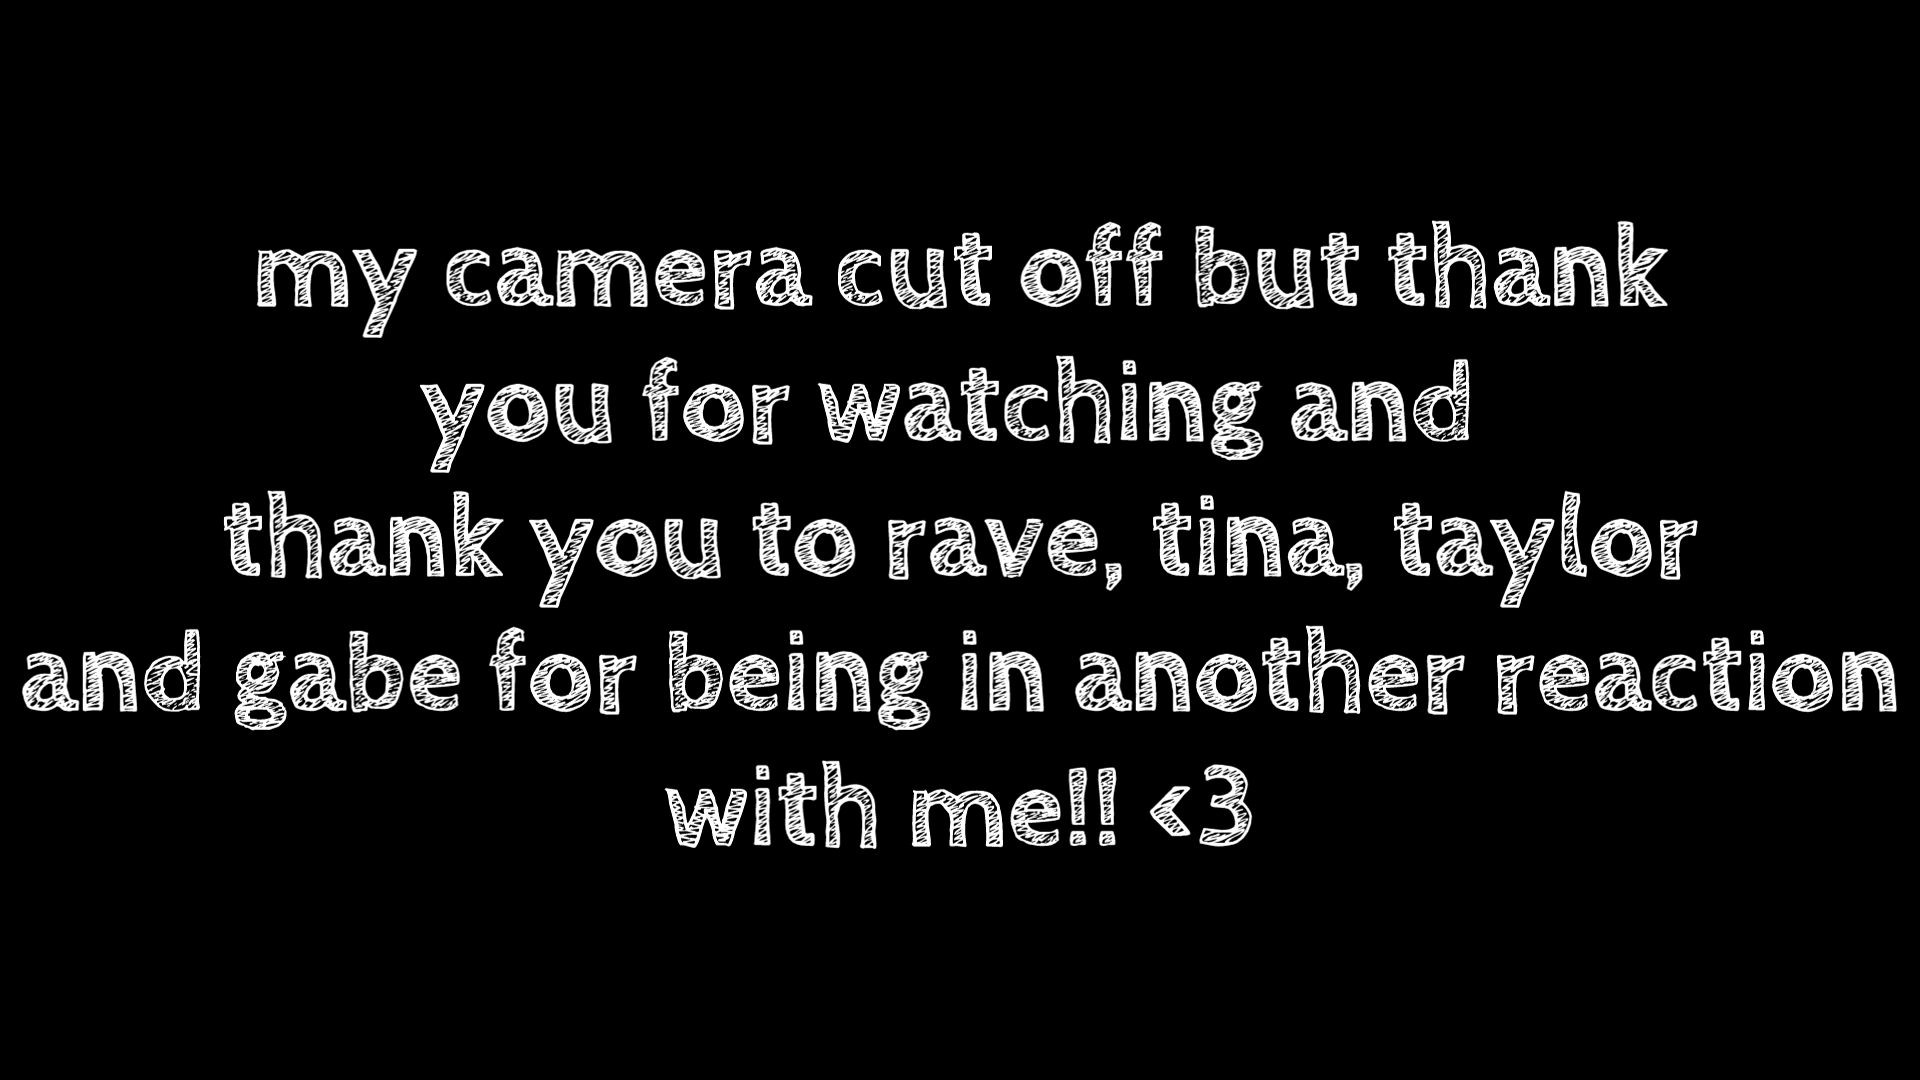 my camera cut off but thank
you for watching and
thank you to rave, tina, taylor
and gabe for being in another reaction
with me!! <3